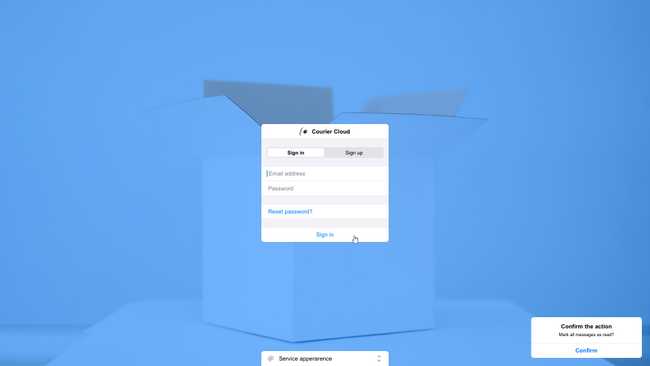 Courier Cloud
Sign in
Sign up
Email address
Password
Reset password?
Sign in
Confirm the action
Mark all messages as read?
Confirm
Service apperarence